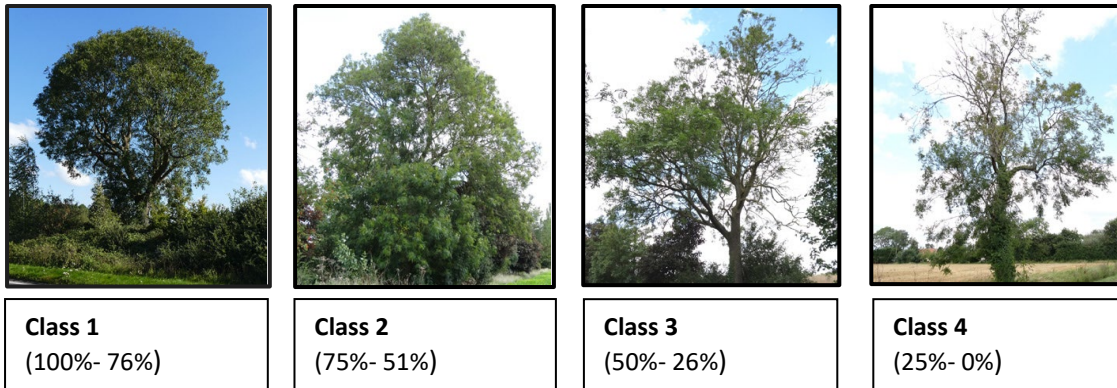 Class 1
(100%- 76%)
Class 2
(75%- 51%)
Class 3
(50%- 26%)
Class 4
(25%- 0%)